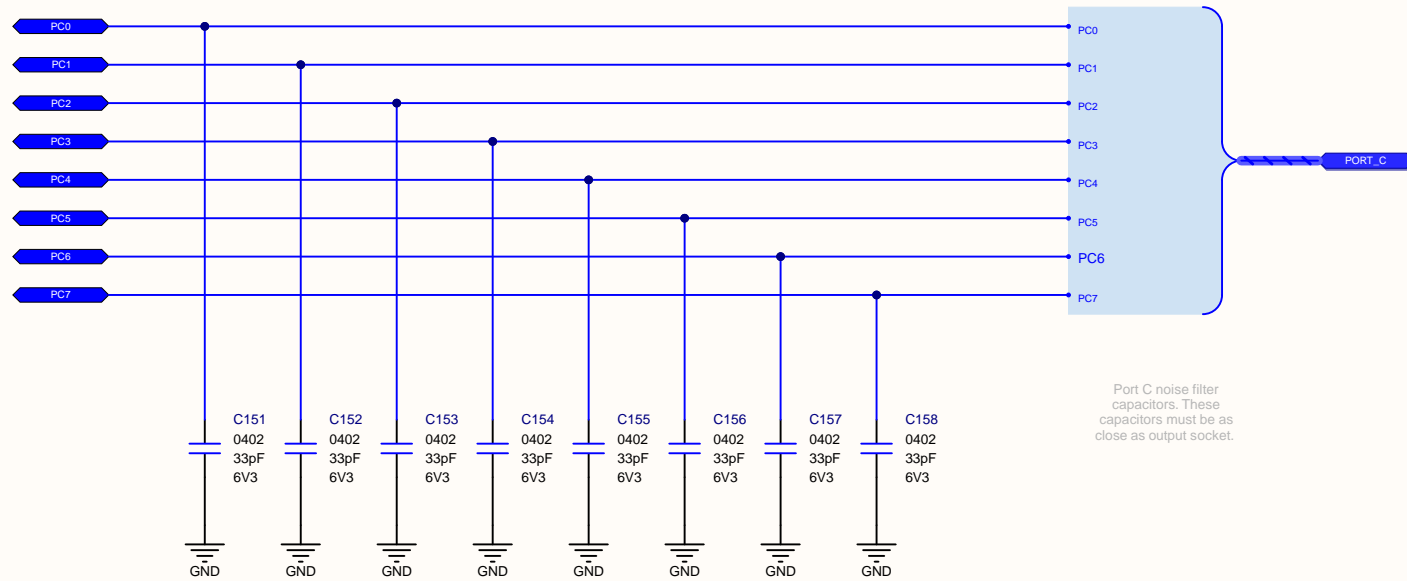 PC0
PC1
PC2
PC3
PC4
PC5
PC6
PC7
PC0
PC1
PC2
PC3
PC4
PC5
PC6
PC7
PORT_C
Port C noise filter
capacitors. These
capacitors must be as
close as output socket.
C151
0402
33pF
6V3
C152
0402
33pF
6V3
C153
0402
33pF
6V3
C154
0402
33pF
6V3
C155
0402
33pF
6V3
C156
0402
33pF
6V3
C157
0402
33pF
6V3
C158
0402
33pF
6V3
GND
GND
GND
GND
GND
GND
GND
GND